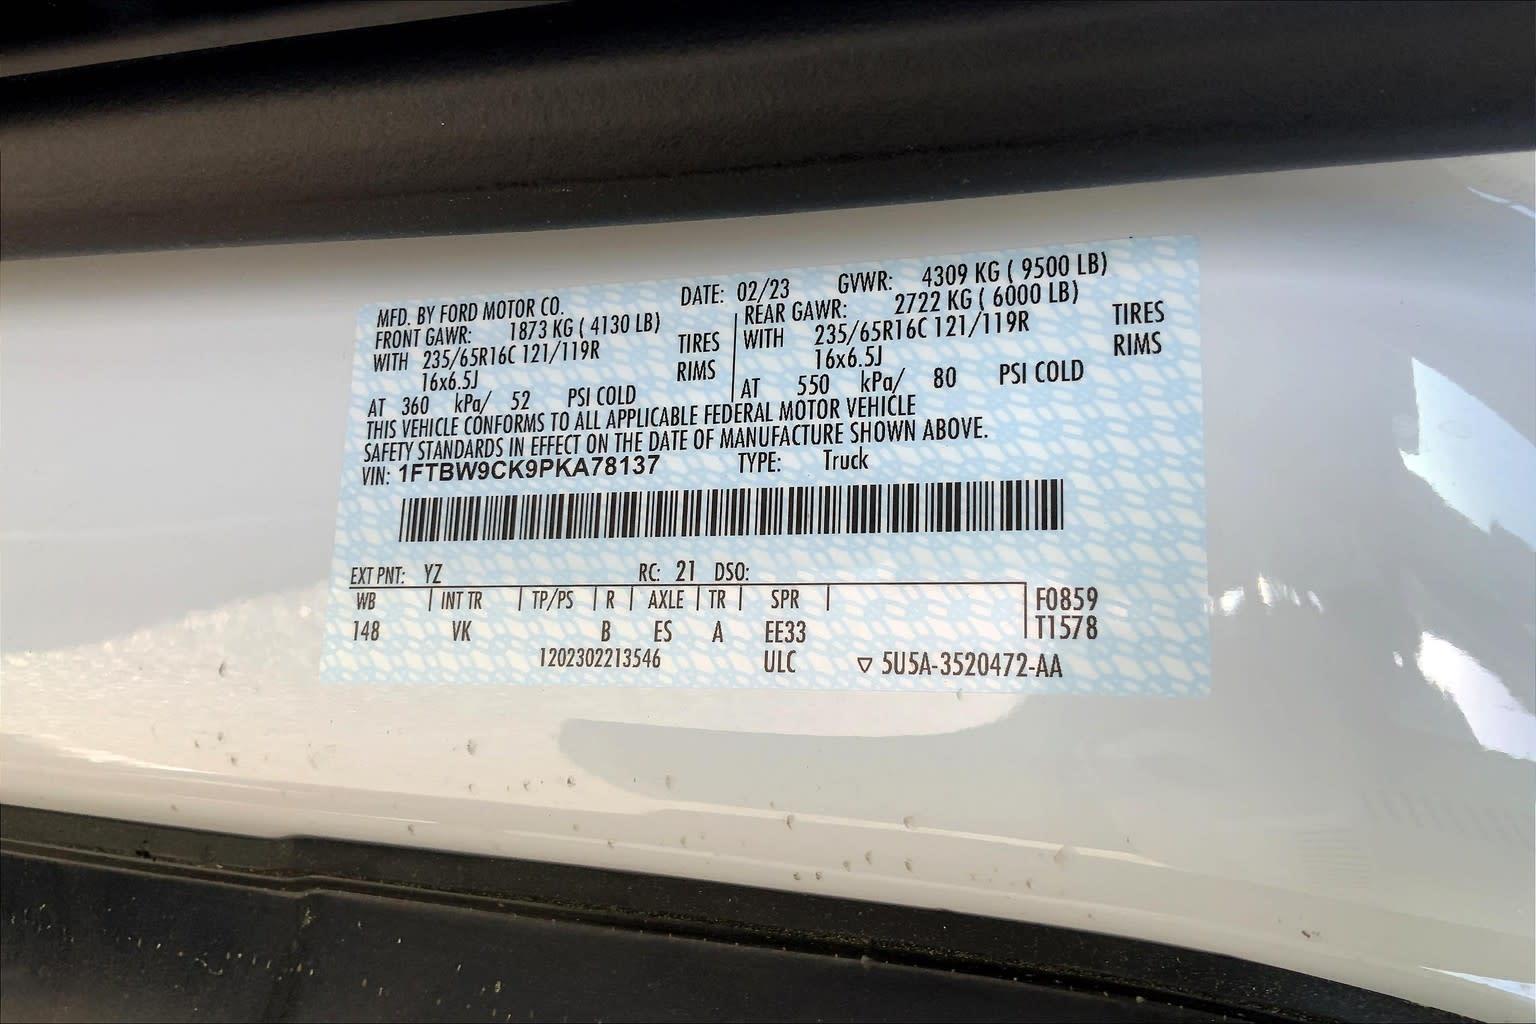 MFD. BY FORD MOTOR CO. DATE: 02/23 GVWR: 4309 KG ( 9500 LB)
FRONT GAWR: 1873 KG ( 4130 LB) REAR GAWR: 2722 KG ( 6000 LB)
WITH 235/65R16C 121/119R TIRES WITH 235/65R16C 121/119R TIRES
16x6.5J RIMS 16x6.5J RIMS
AT 360 kPa/ 52 PSI COLD AT 550 kPa/ 80 PSI COLD
THIS VEHICLE CONFORMS TO ALL APPLICABLE FEDERAL MOTOR VEHICLE
SAFETY STANDARDS IN EFFECT ON THE DATE OF MANUFACTURE SHOWN ABOVE.
VIN: 1FTBW9CK9PKA78137 TYPE: Truck
EXT PNT: YZ RC: 21 DSO:
WB | INT TR | TP/PS | R | AXLE | TR | SPR | F0859
148 VK B ES A EE33 T1578
1202302213546 ULC ▽ 5U5A-3520472-AA